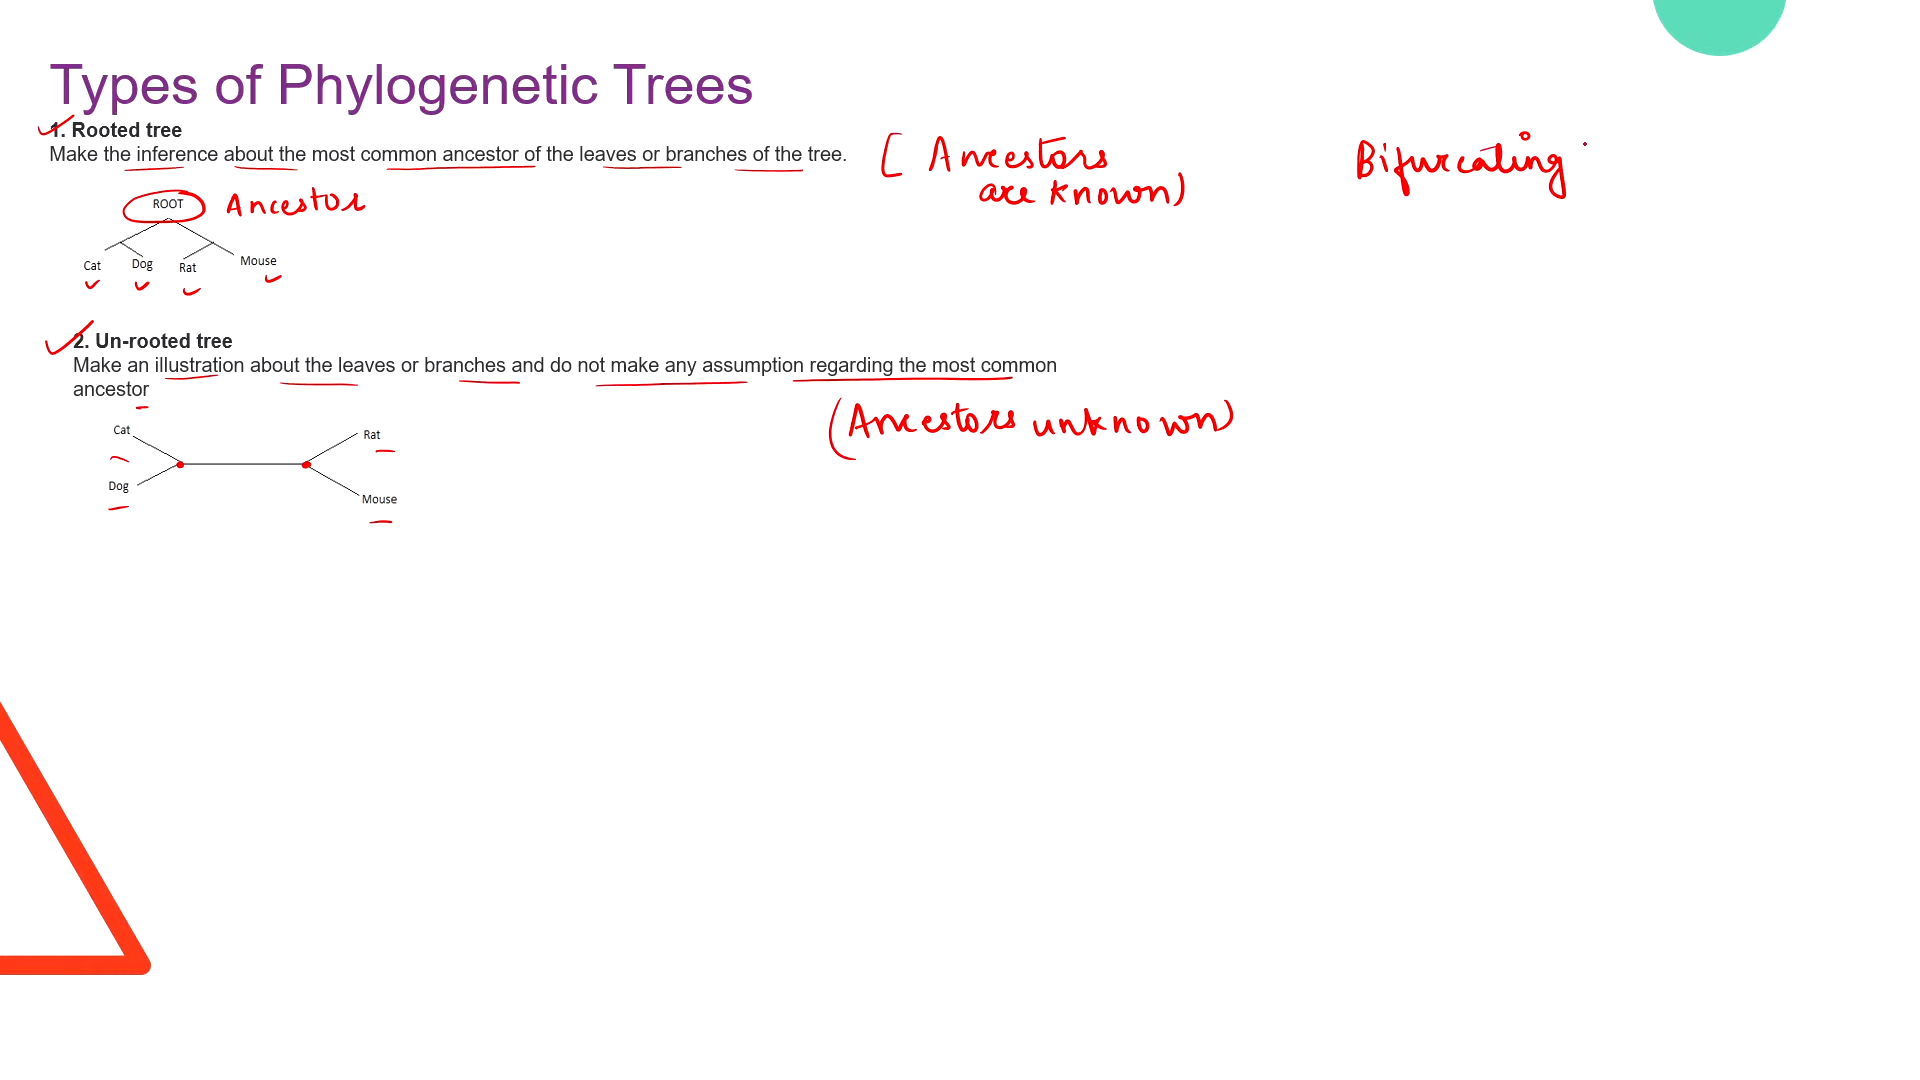 Types of Phylogenetic Trees
1. Rooted tree
Make the inference about the most common ancestor of the leaves or branches of the tree.
[ Ancestors
are known)
Bifurcating
ROOT
Ancestor
Cat
Dog
Rat
Mouse
2. Un-rooted tree
Make an illustration about the leaves or branches and do not make any assumption regarding the most common
ancestor
(Ancestors unknown)
Cat
Rat
Dog
Mouse